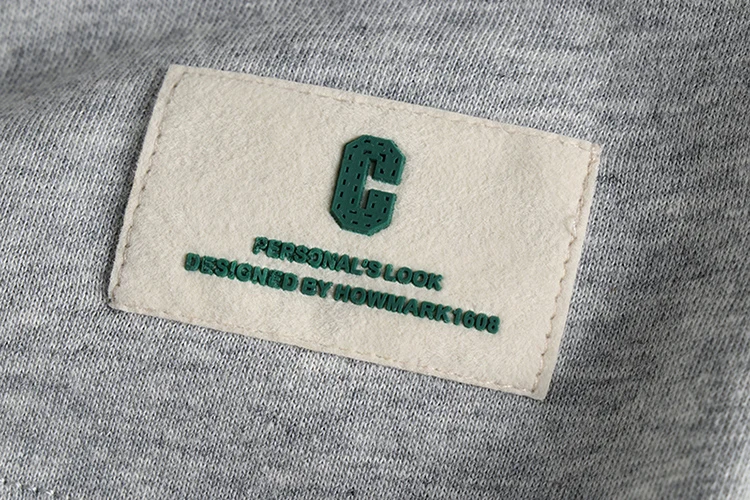 C
PERSONAL'S LOOK
DESIGNED BY HOWMARK1608